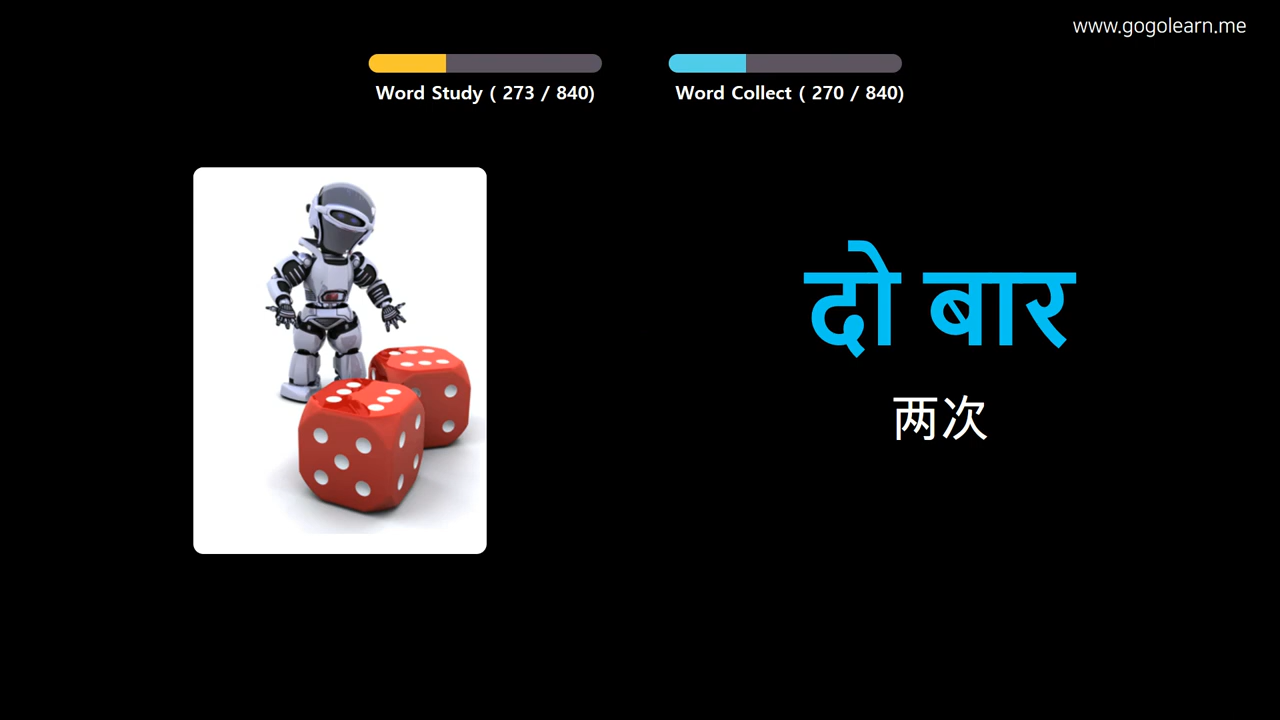 www.gogolearn.me
Word Study ( 273 / 840)
Word Collect ( 270 / 840)
दो बार
两次